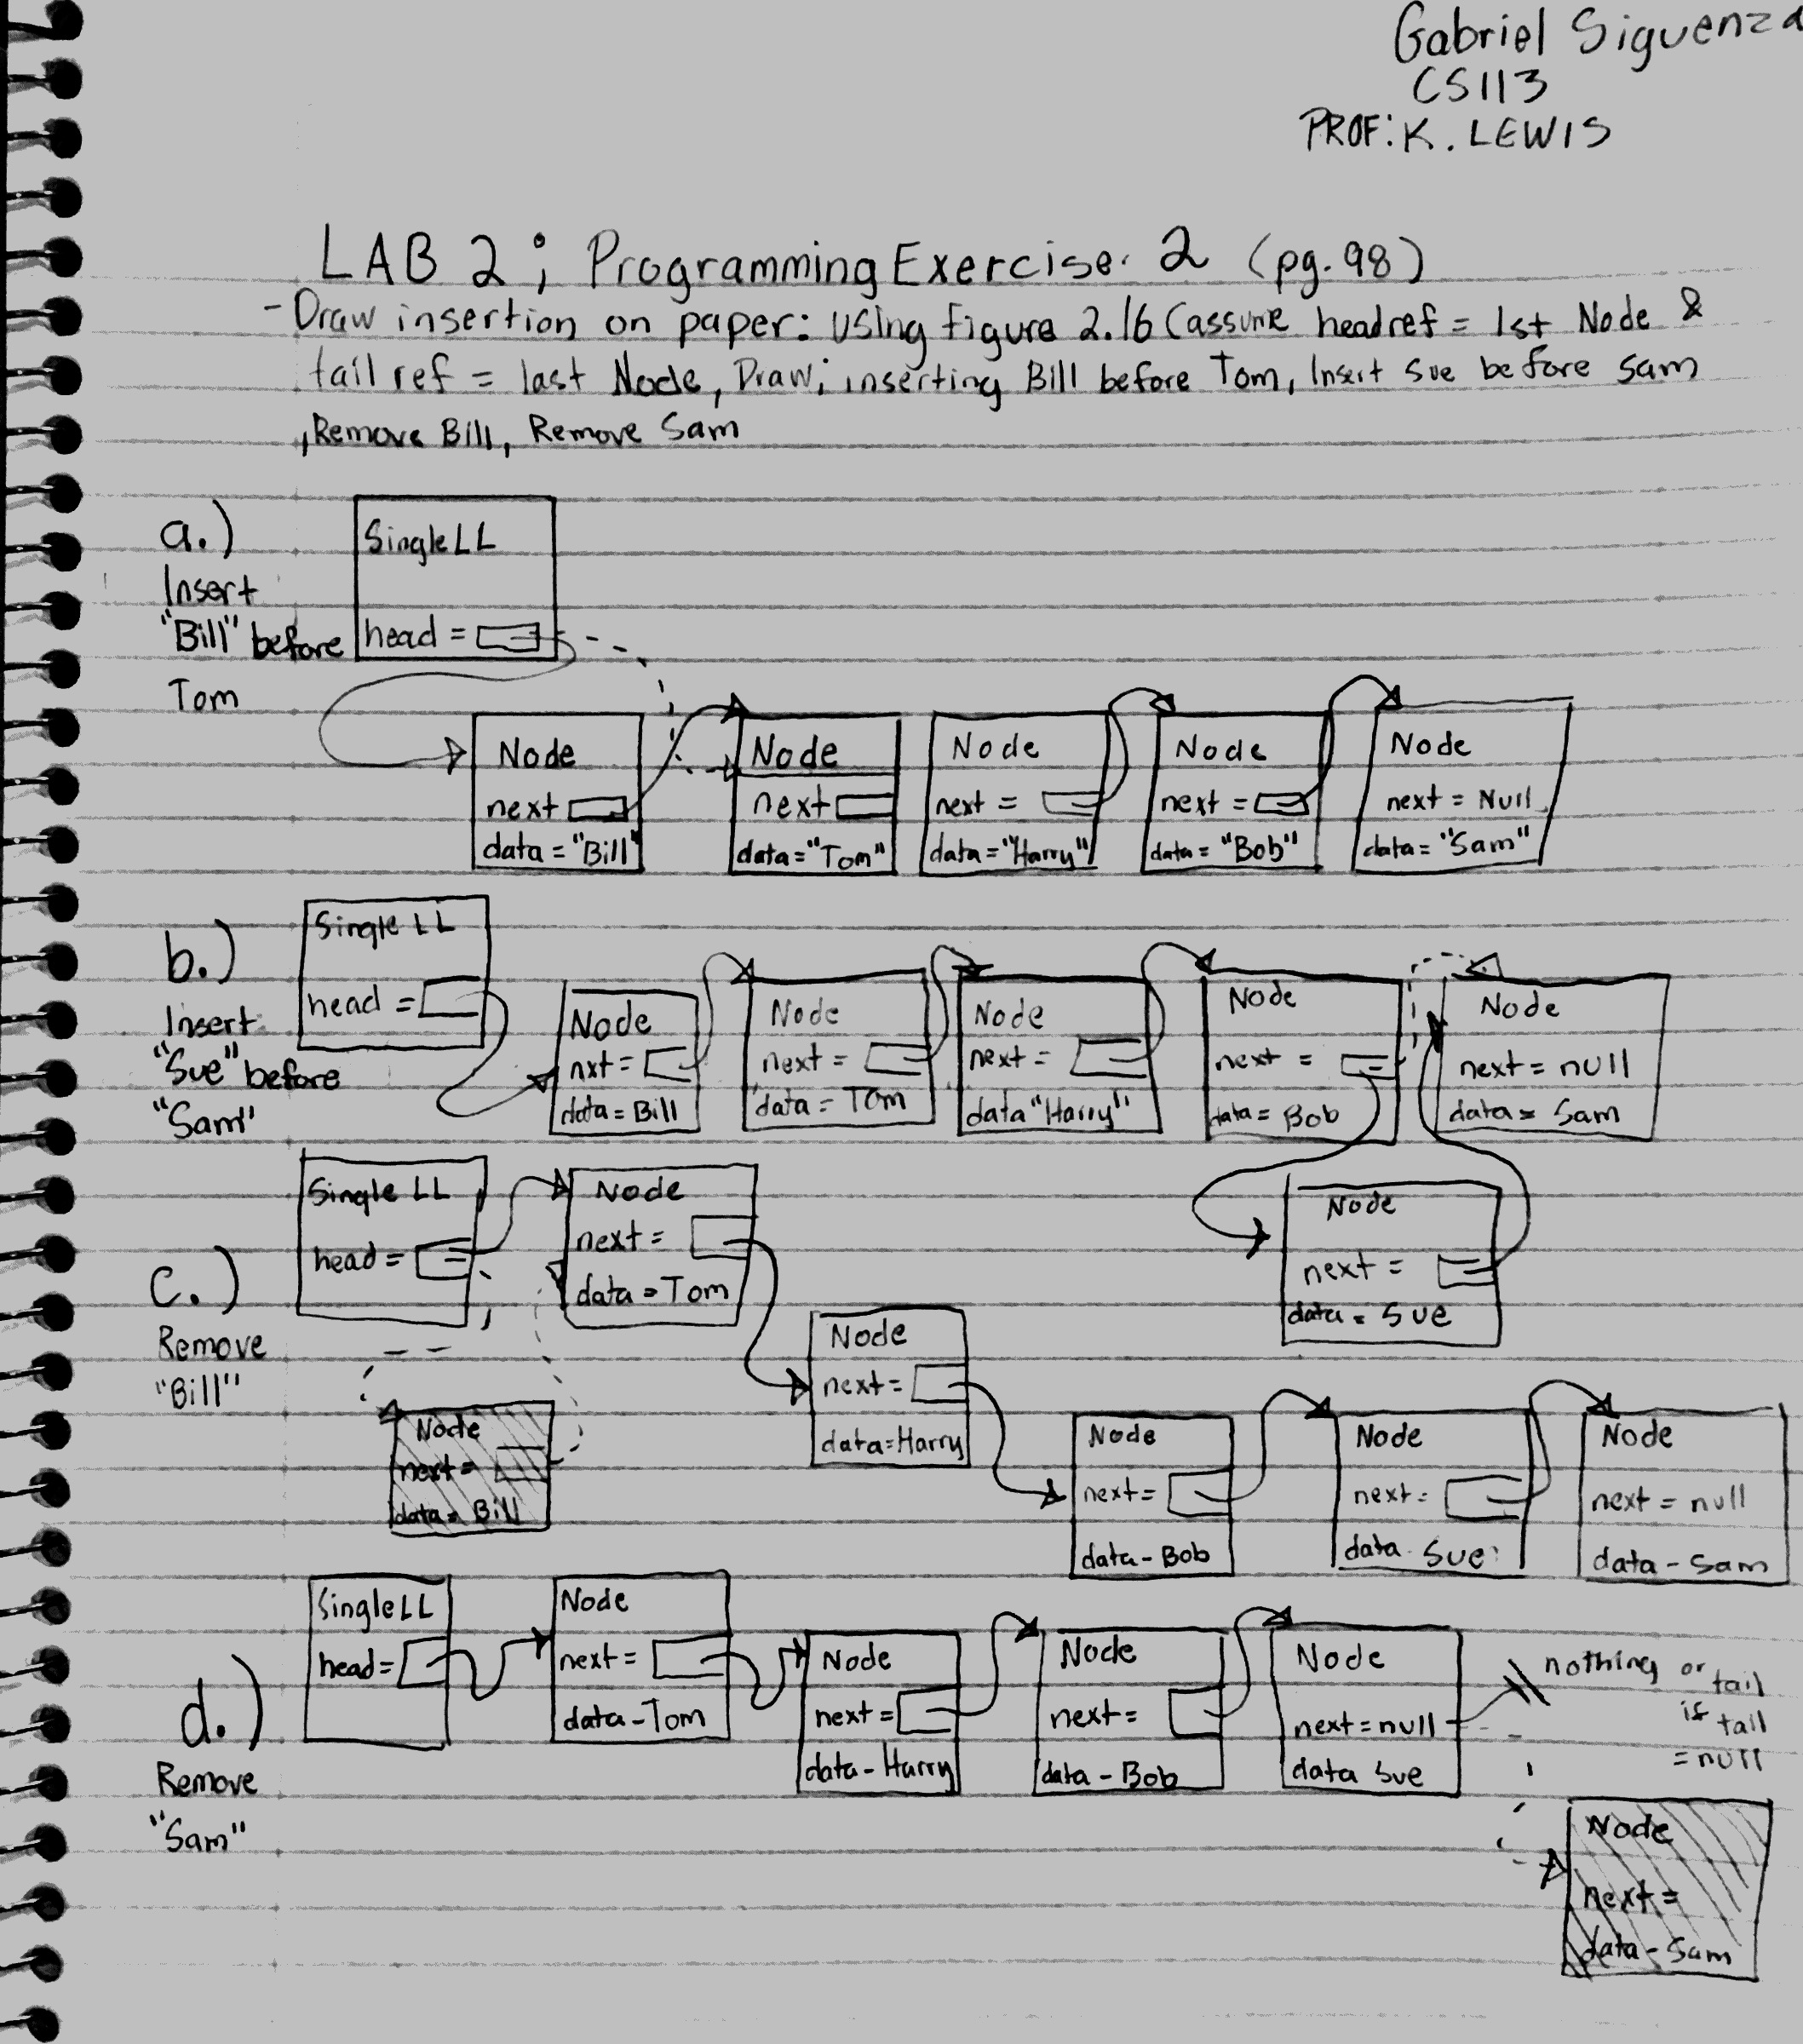 Gabriel Siguenza
CS113
PROF: K. LEWIS
LAB 2; Programming Exercise. 2 (pg. 98)
- Draw insertion on paper: using figure 2.16 (assume headref = 1st Node &
tail ref = last Node, Draw; inserting Bill before Tom, Insert Sue before Sam
, Remove Bill, Remove Sam
a.)
Insert
"Bill" before
Tom
SingleLL
head =
Node
next
data="Bill"
Node
next
data="Tom"
Node
next =
data="Harry"
Node
next =
data= "Bob"
Node
next = Null
data= "Sam"
b.)
Insert
"Sue" before
"Sam"
Single LL
head =
Node
nxt =
data=Bill
Node
next =
data = Tom
Node
next =
data "Harry"
Node
next =
data= Bob
Node
next = null
data = Sam
Node
next =
data = Sue
c.)
Remove
"Bill"
Single LL
head =
Node
next =
data = Tom
Node
next =
data = Bill
Node
next =
data=Harry
Node
next =
data - Bob
Node
next =
data - Sue
Node
next = null
data - Sam
d.)
Remove
"Sam"
SingleLL
head=
Node
next =
data - Tom
Node
next =
data - Harry
Node
next =
data - Bob
Node
next = null
data Sue
nothing or tail
if tail
= null
Node
next =
data - Sam